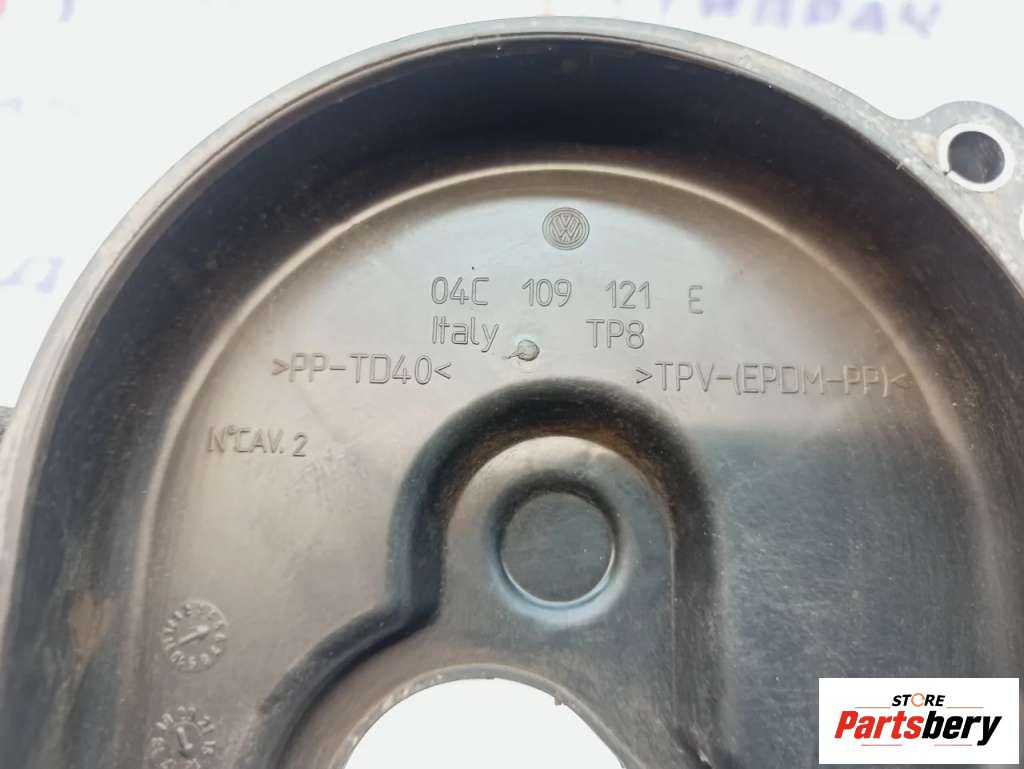 04C 109 121 E
Italy TP8
>PP-TD40< >TPV-(EPDM-PP)<
N°CAV. 2
STORE
Partsbery